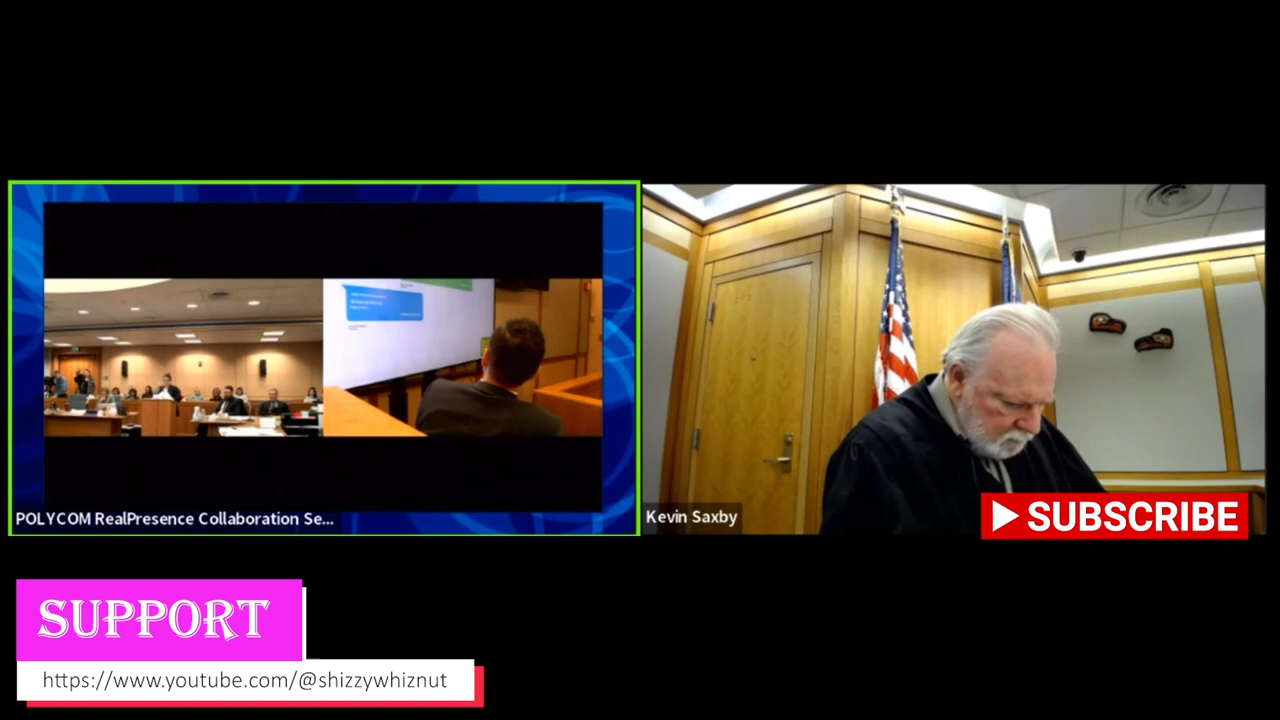 POLYCOM RealPresence Collaboration Se...
Kevin Saxby
SUBSCRIBE
SUPPORT
https://www.youtube.com/@shizzywhiznut